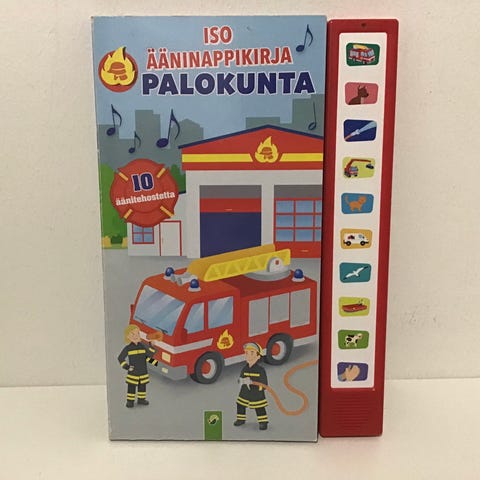 ISO
ÄÄNINAPPIKIRJA
PALOKUNTA
10
äänitehostetta